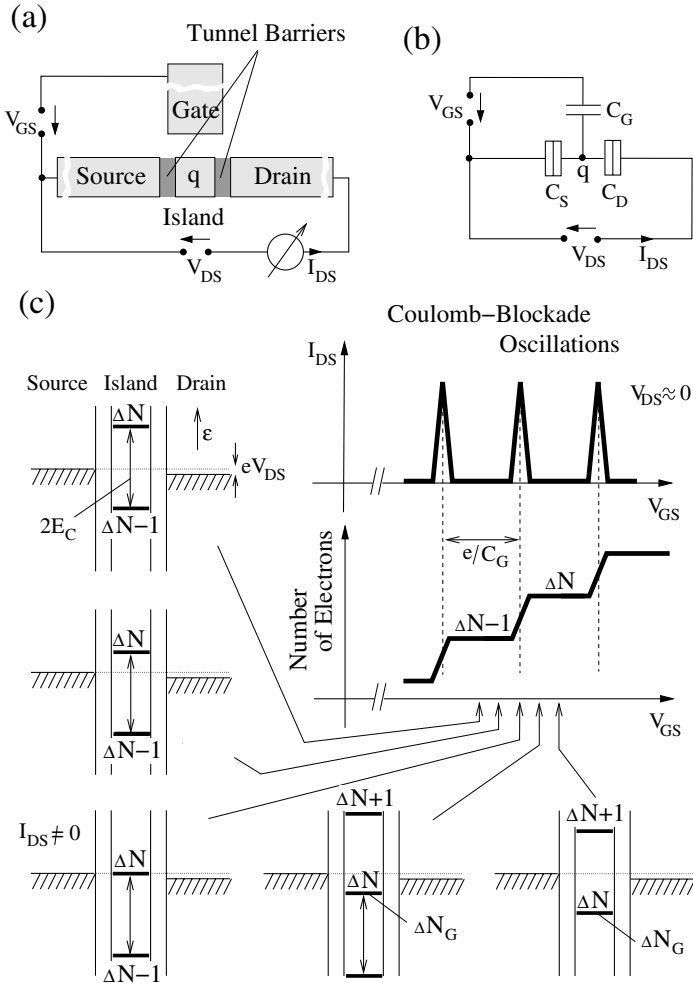 (a)
Tunnel Barriers
Gate
V_GS
Source
q
Drain
Island
V_DS
I_DS
(b)
V_GS
C_G
q
C_S
C_D
V_DS
I_DS
(c)
Coulomb−Blockade
Oscillations
I_DS
V_DS≈0
V_GS
Source
Island
Drain
ΔN
ε
eV_DS
2E_C
ΔN−1
e/C_G
Number
of Electrons
ΔN−1
ΔN
V_GS
ΔN
ΔN−1
I_DS≠0
ΔN
ΔN−1
ΔN+1
ΔN
ΔN_G
ΔN+1
ΔN
ΔN_G